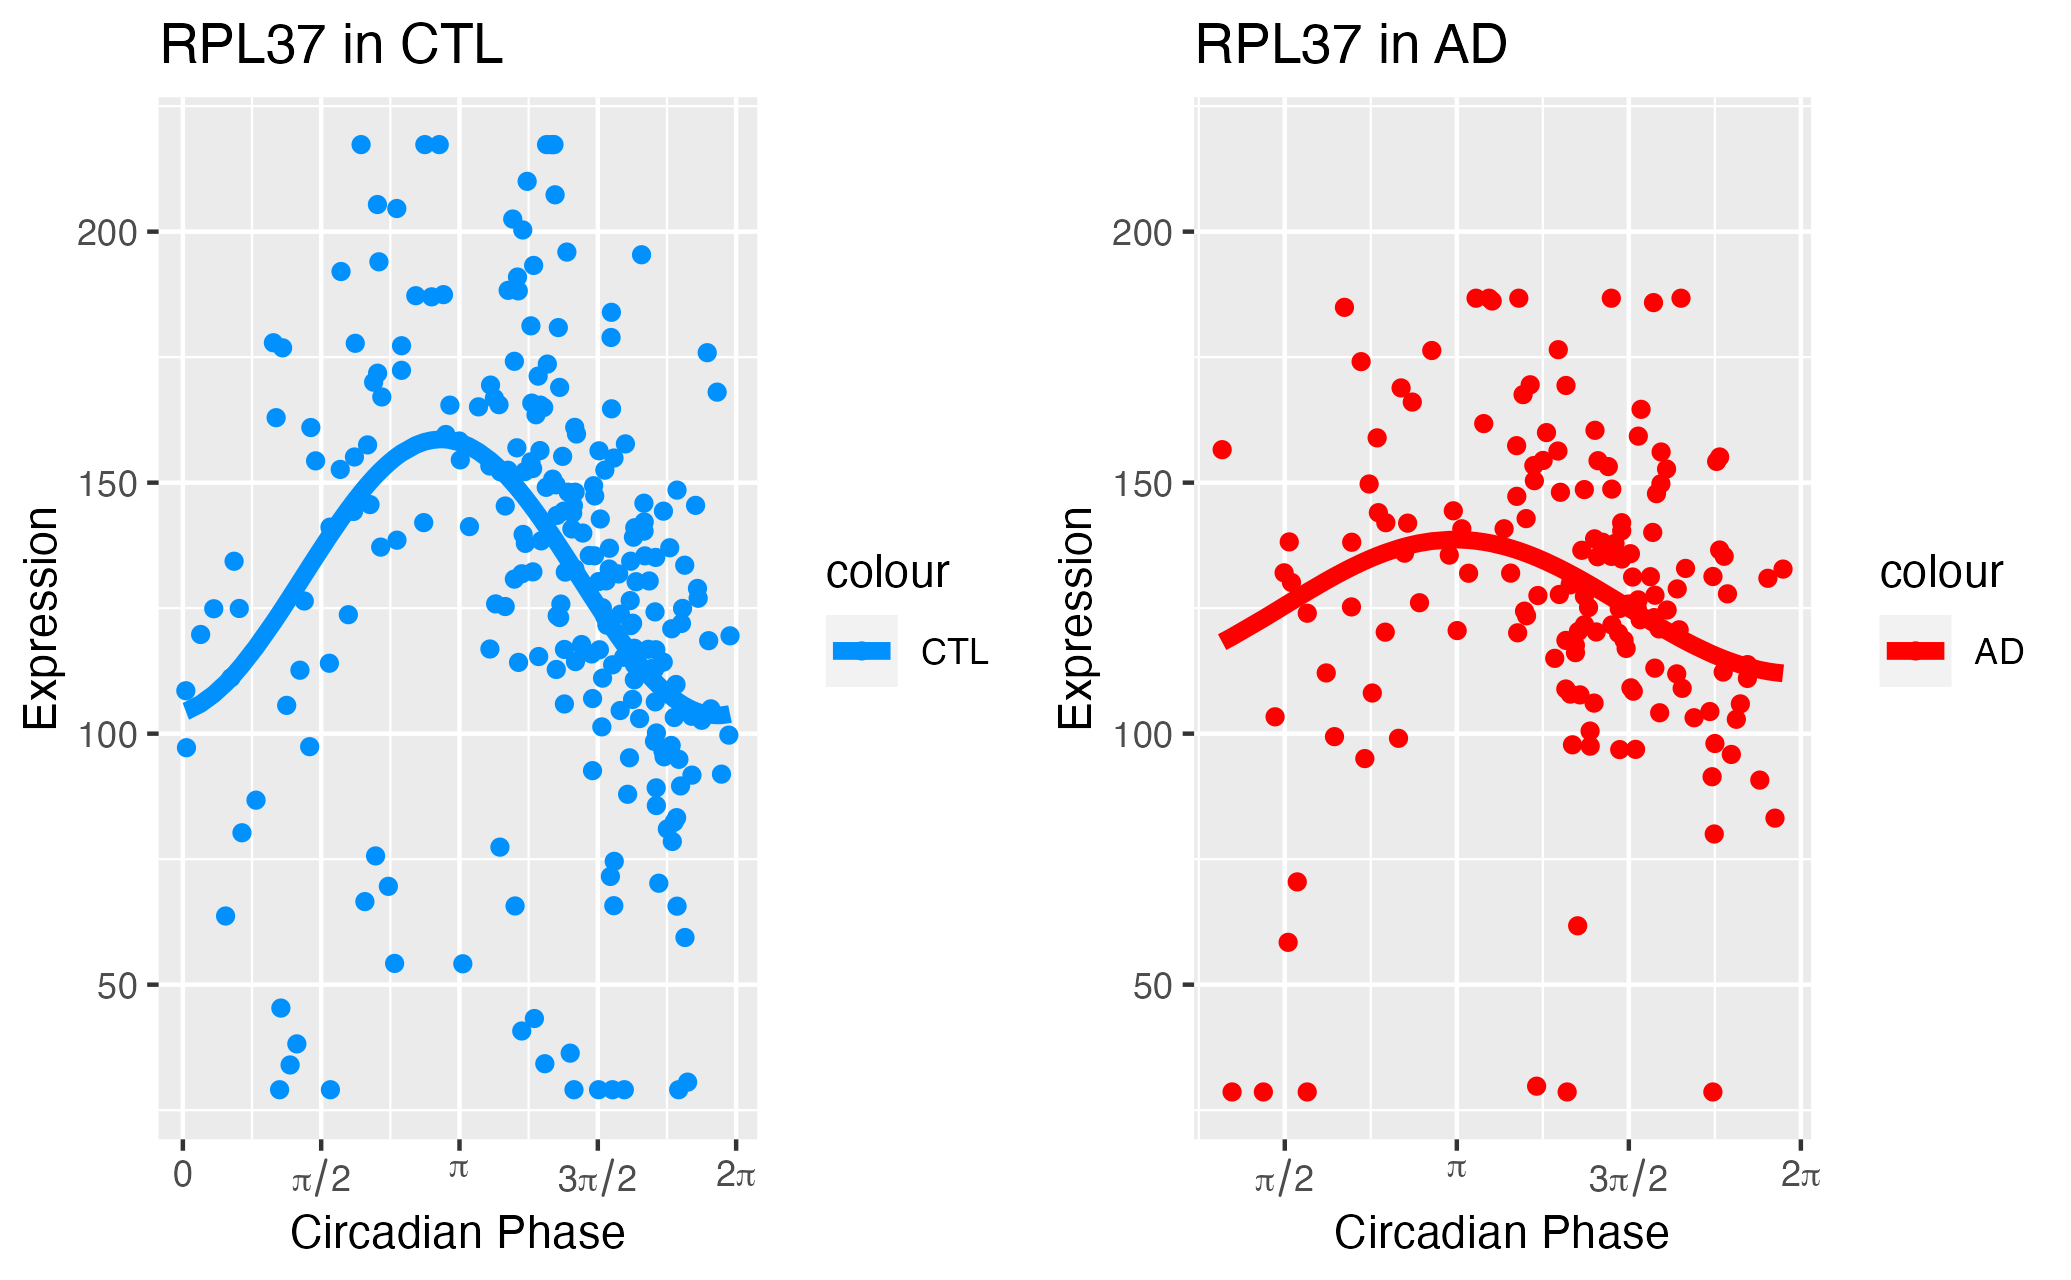 RPL37 in CTL
Expression
200
150
100
50
0
π/2
π
3π/2
2π
Circadian Phase
colour
CTL
RPL37 in AD
Expression
200
150
100
50
π/2
π
3π/2
2π
Circadian Phase
colour
AD